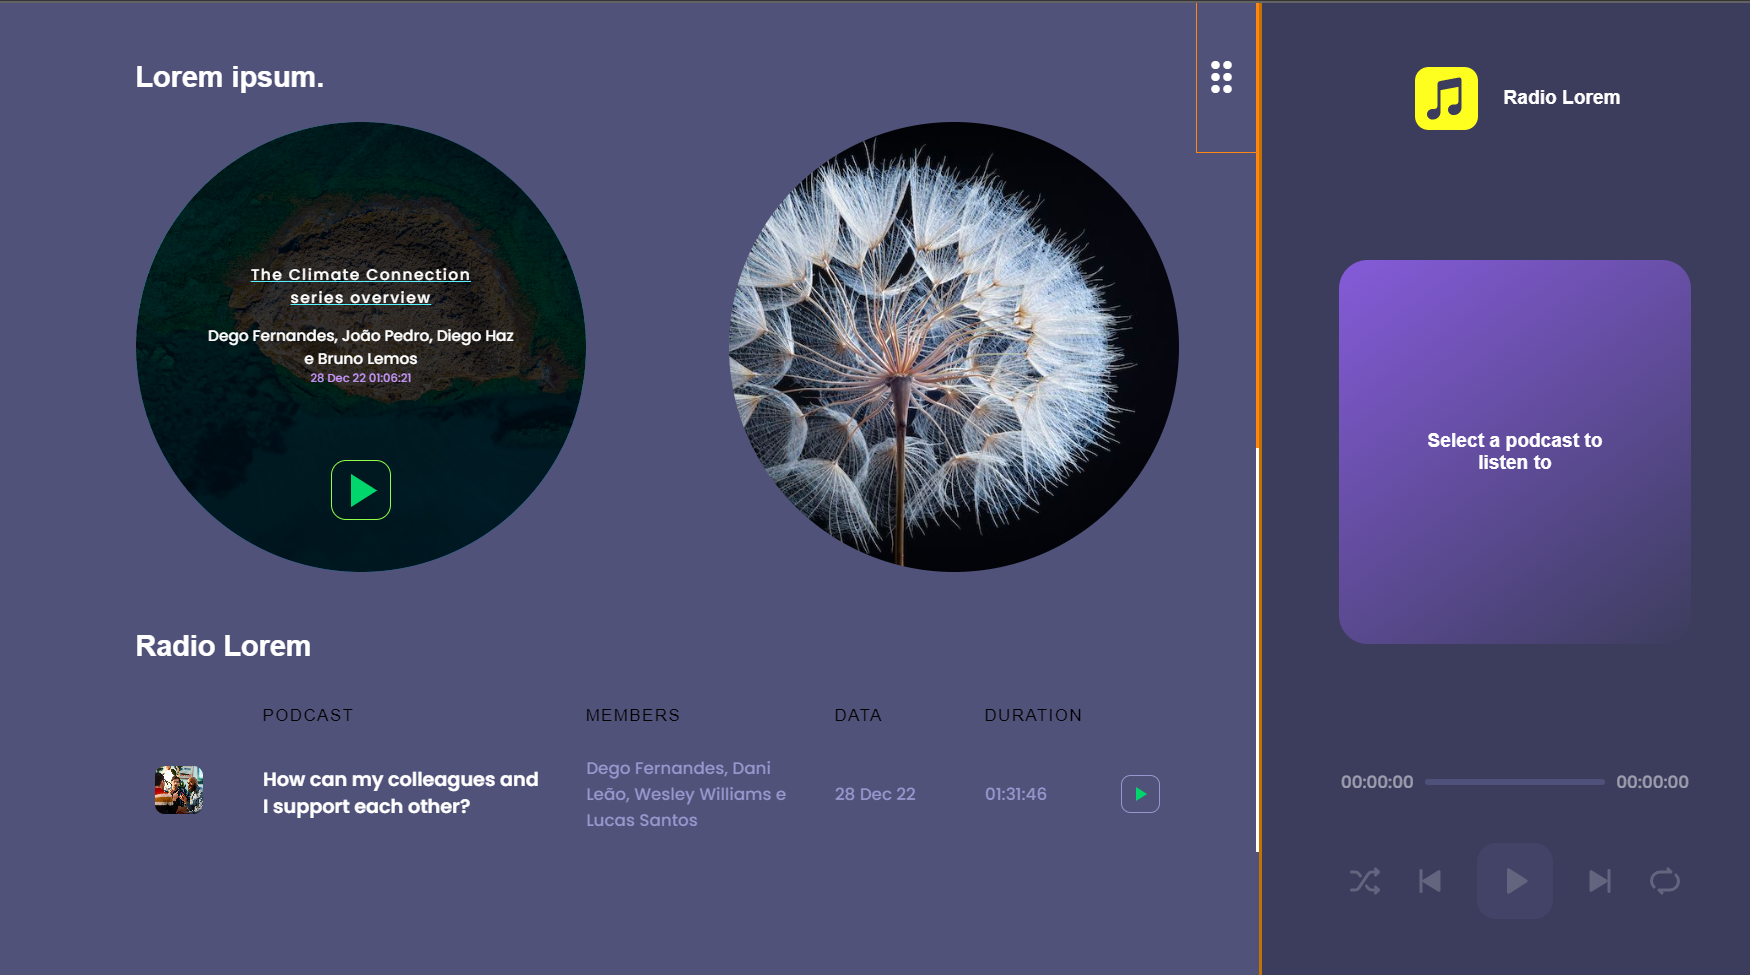 Lorem ipsum.
The Climate Connection
series overview
Dego Fernandes, João Pedro, Diego Haz
e Bruno Lemos
28 Dec 22 01:06:21
Radio Lorem
PODCAST MEMBERS DATA DURATION
How can my colleagues and
I support each other?
Dego Fernandes, Dani
Leão, Wesley Williams e
Lucas Santos
28 Dec 22
01:31:46
Radio Lorem
Select a podcast to
listen to
00:00:00 00:00:00